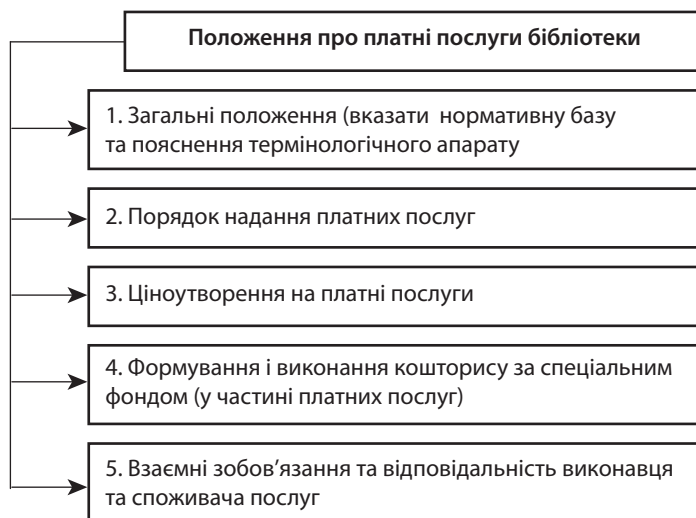 Положення про платні послуги бібліотеки
1. Загальні положення (вказати нормативну базу
та пояснення термінологічного апарату
2. Порядок надання платних послуг
3. Ціноутворення на платні послуги
4. Формування і виконання кошторису за спеціальним
фондом (у частині платних послуг)
5. Взаємні зобов'язання та відповідальність виконавця
та споживача послуг